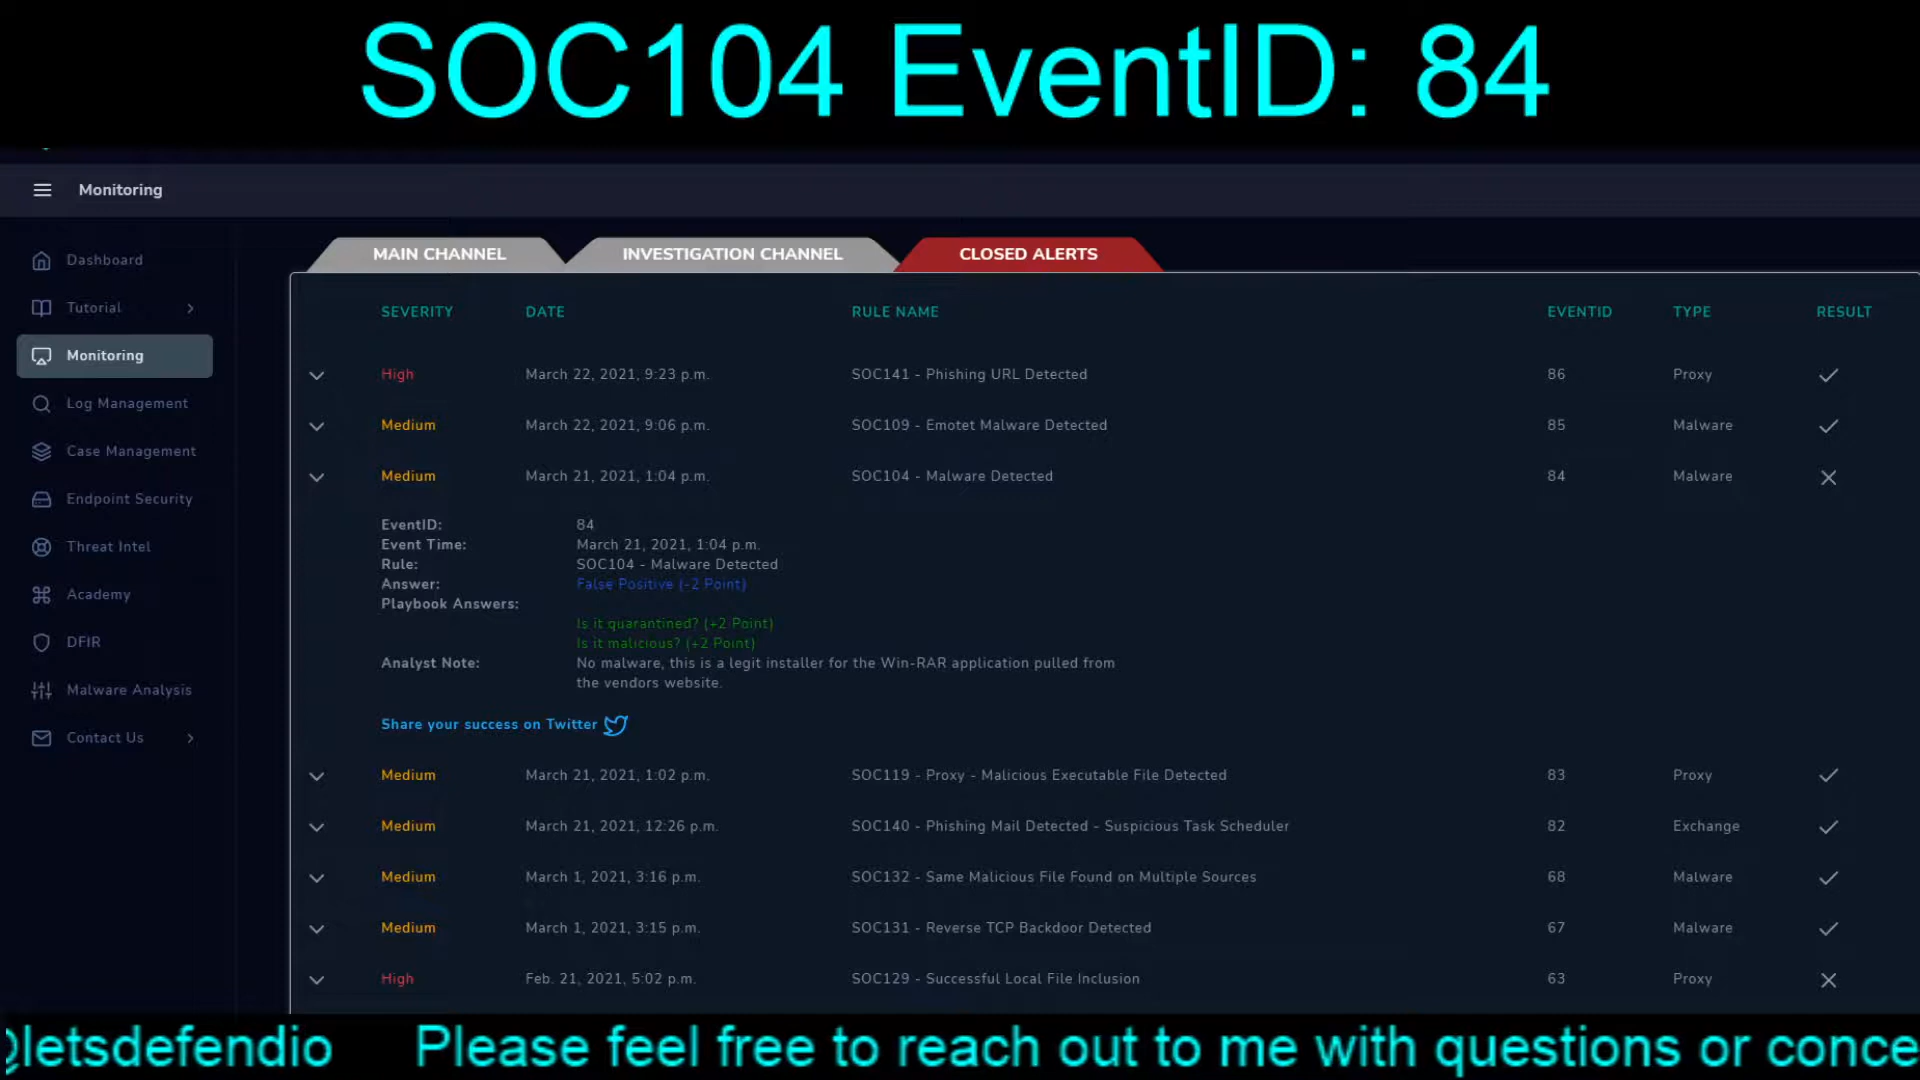 SOC104 EventID: 84
Monitoring
Dashboard
Tutorial
Monitoring
Log Management
Case Management
Endpoint Security
Threat Intel
Academy
DFIR
Malware Analysis
Contact Us
MAIN CHANNEL INVESTIGATION CHANNEL CLOSED ALERTS
SEVERITY DATE RULE NAME EVENTID TYPE RESULT
High March 22, 2021, 9:23 p.m. SOC141 - Phishing URL Detected 86 Proxy
Medium March 22, 2021, 9:06 p.m. SOC109 - Emotet Malware Detected 85 Malware
Medium March 21, 2021, 1:04 p.m. SOC104 - Malware Detected 84 Malware
EventID: 84
Event Time: March 21, 2021, 1:04 p.m.
Rule: SOC104 - Malware Detected
Answer: False Positive (-2 Point)
Playbook Answers:
Is it quarantined? (+2 Point)
Is it malicious? (+2 Point)
Analyst Note: No malware, this is a legit installer for the Win-RAR application pulled from
the vendors website.
Share your success on Twitter
Medium March 21, 2021, 1:02 p.m. SOC119 - Proxy - Malicious Executable File Detected 83 Proxy
Medium March 21, 2021, 12:26 p.m. SOC140 - Phishing Mail Detected - Suspicious Task Scheduler 82 Exchange
Medium March 1, 2021, 3:16 p.m. SOC132 - Same Malicious File Found on Multiple Sources 68 Malware
Medium March 1, 2021, 3:15 p.m. SOC131 - Reverse TCP Backdoor Detected 67 Malware
High Feb. 21, 2021, 5:02 p.m. SOC129 - Successful Local File Inclusion 63 Proxy
@letsdefendio Please feel free to reach out to me with questions or conce